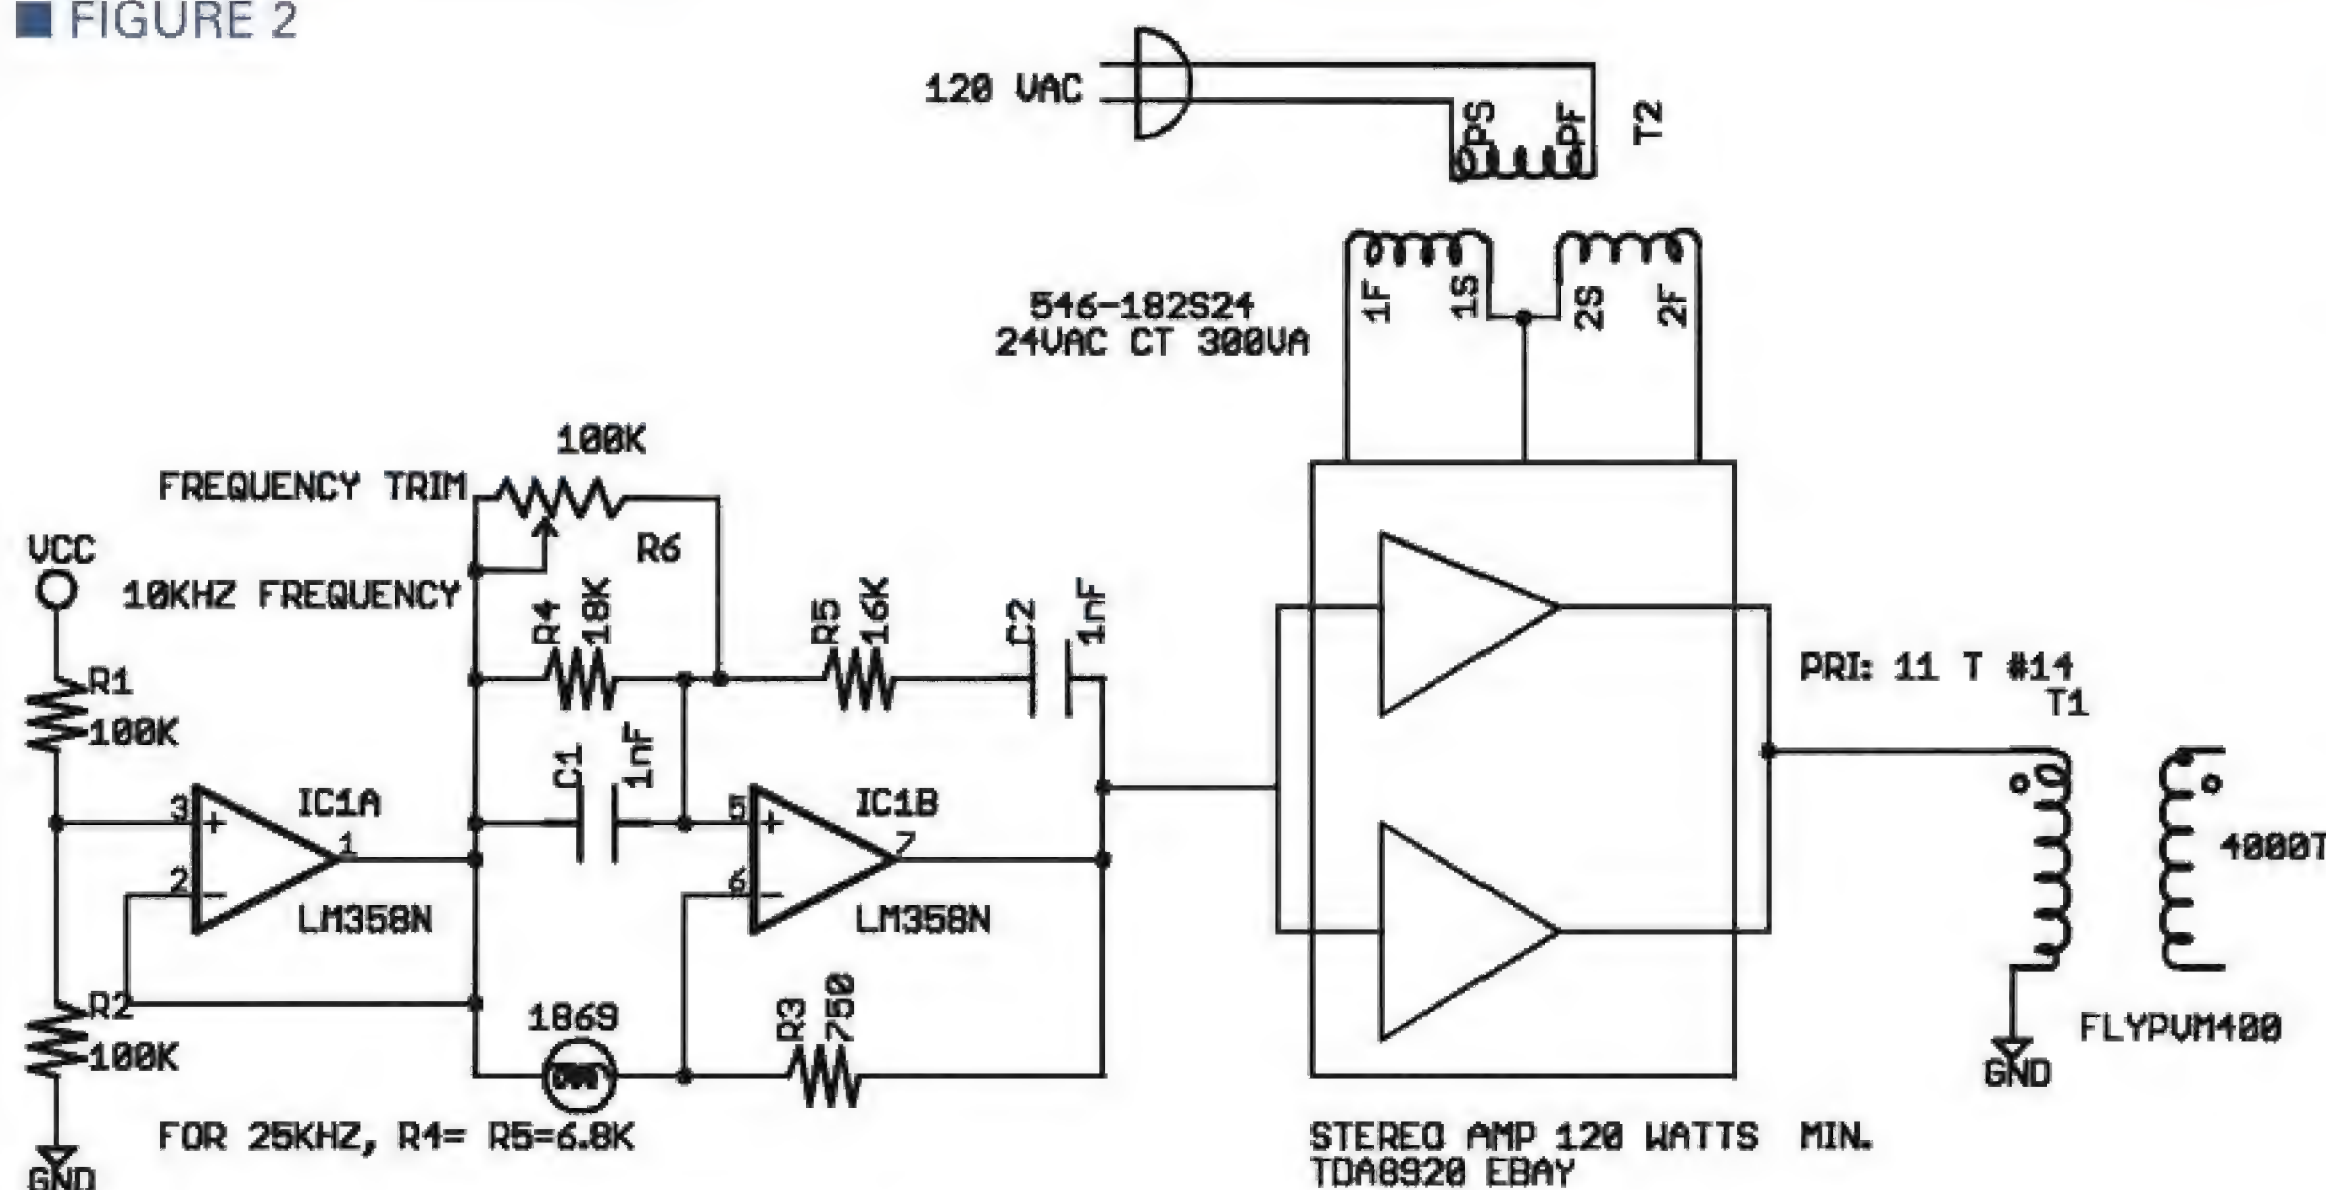 FIGURE 2
120 VAC
PS
PF
T2
1F
1S
2S
2F
546-182S24
24VAC CT 300VA
100K
FREQUENCY TRIM
R6
VCC
10KHZ FREQUENCY
R4
18K
R5
16K
C2
1nF
R1
100K
C1
1nF
3
+
2
-
1
IC1A
LM358N
5
+
6
-
7
IC1B
LM358N
PRI: 11 T #14
T1
4000T
FLYPVM400
GND
R2
100K
1869
R3
750
GND
FOR 25KHZ, R4= R5=6.8K
STEREO AMP 120 WATTS MIN.
TDA8920 EBAY